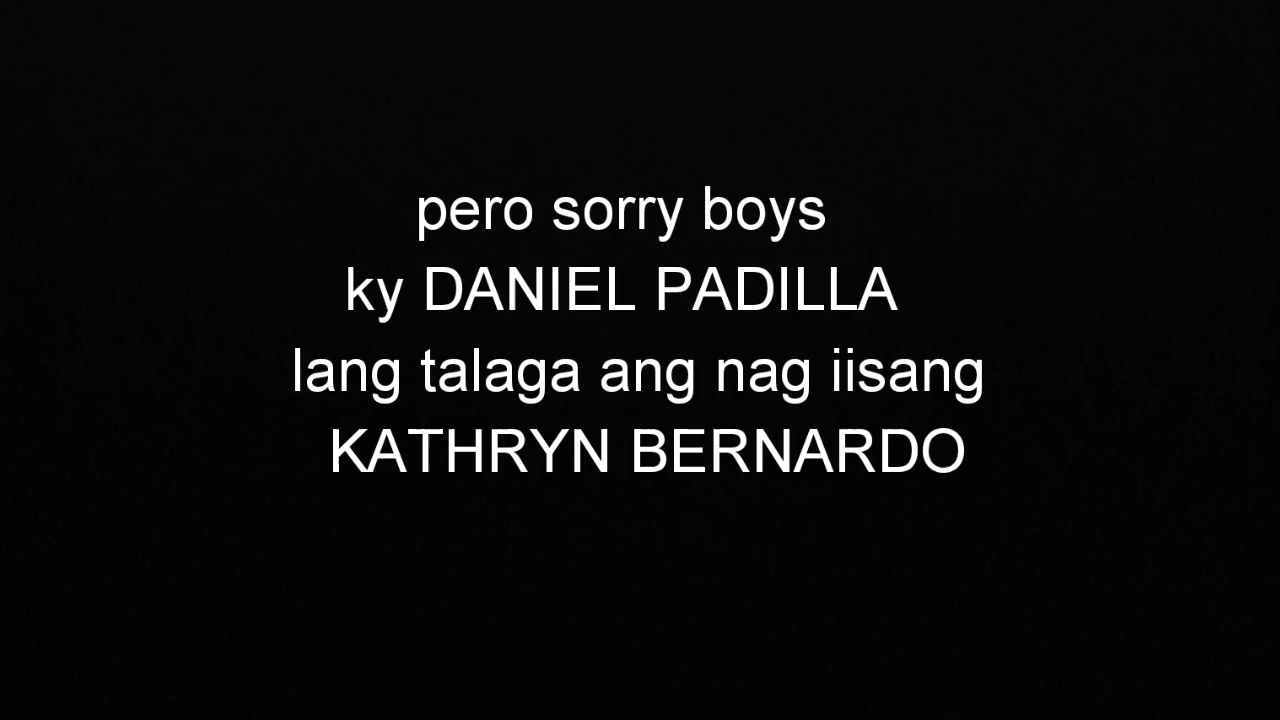 pero sorry boys
ky DANIEL PADILLA
lang talaga ang nag iisang
KATHRYN BERNARDO